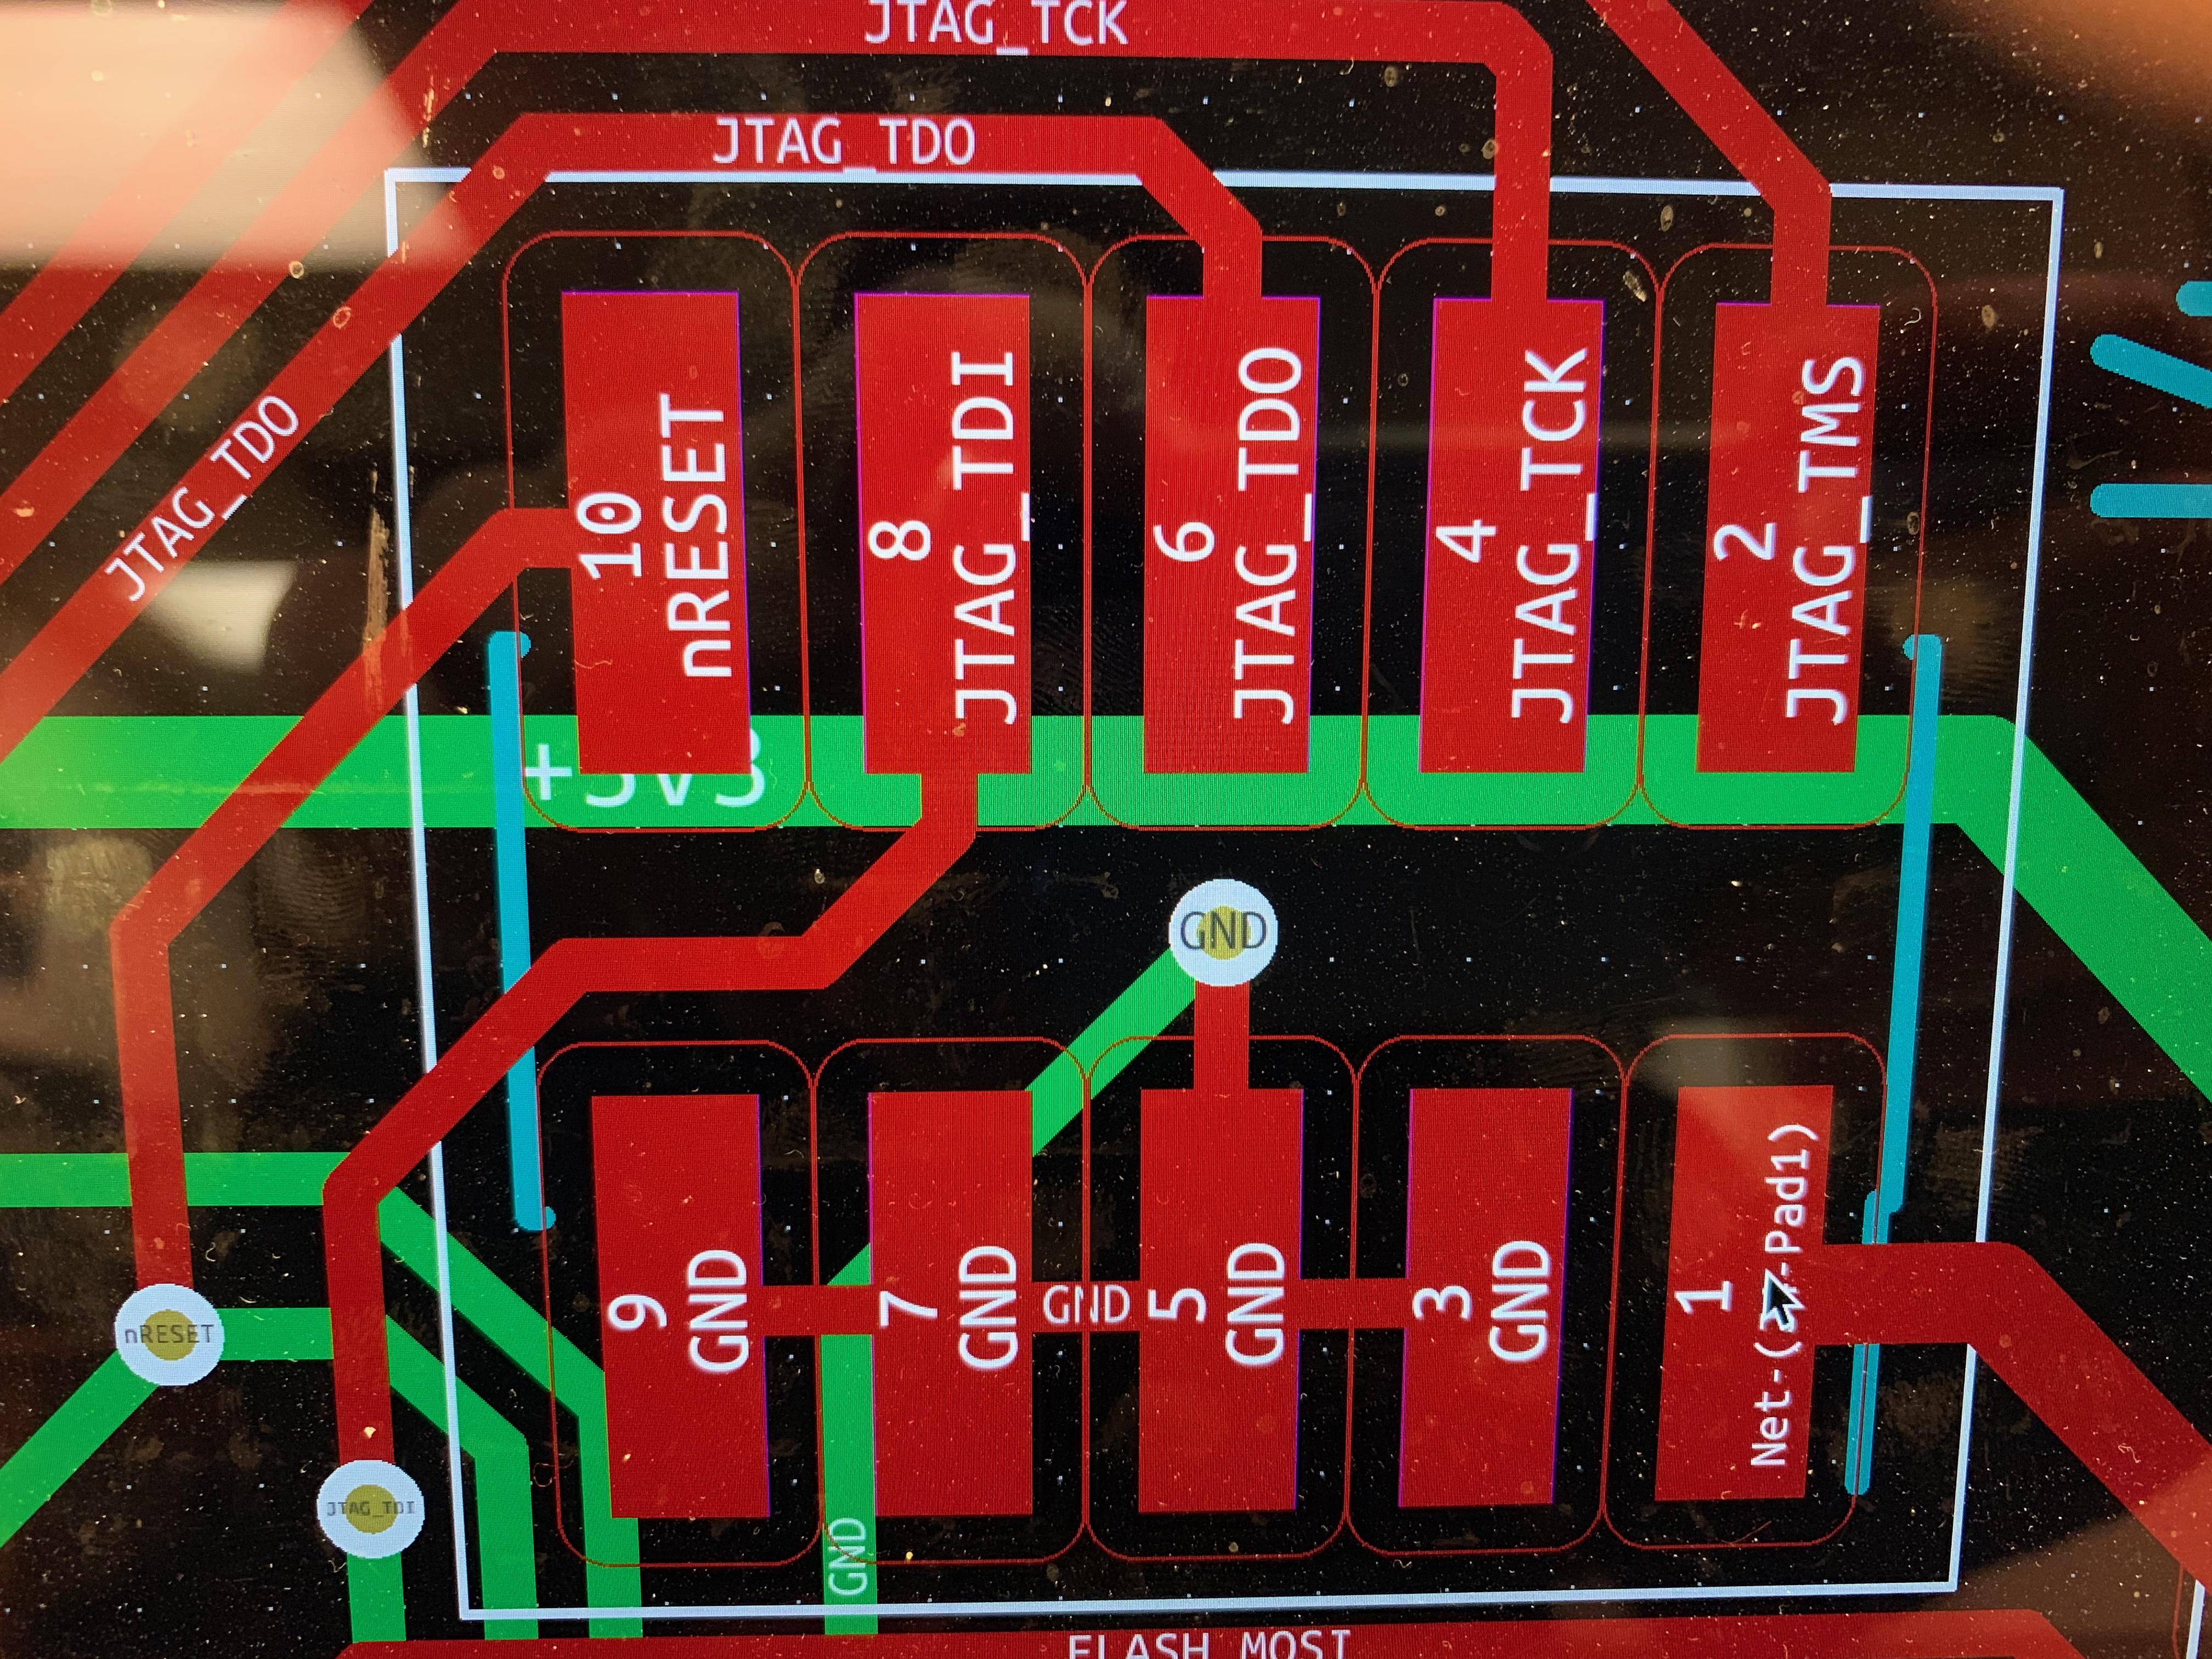 JTAG_TCK
JTAG_TDO
JTAG_TDO
10
nRESET
8
JTAG_TDI
6
JTAG_TDO
4
JTAG_TCK
2
JTAG_TMS
+3V3
GND
9
GND
7
GND
GND
5
GND
3
GND
1
-Pad1)
nRESET
JTAG_TDI
GND
FLASH_MOSI